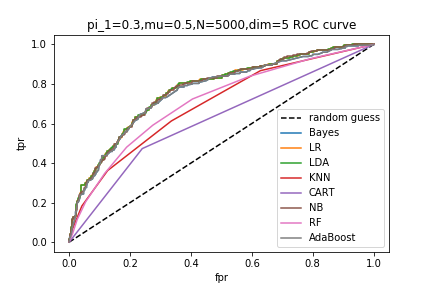 pi_1=0.3,mu=0.5,N=5000,dim=5 ROC curve
1.0
0.8
0.6
0.4
0.2
0.0
tpr
random guess
Bayes
LR
LDA
KNN
CART
NB
RF
AdaBoost
0.0 0.2 0.4 0.6 0.8 1.0
fpr